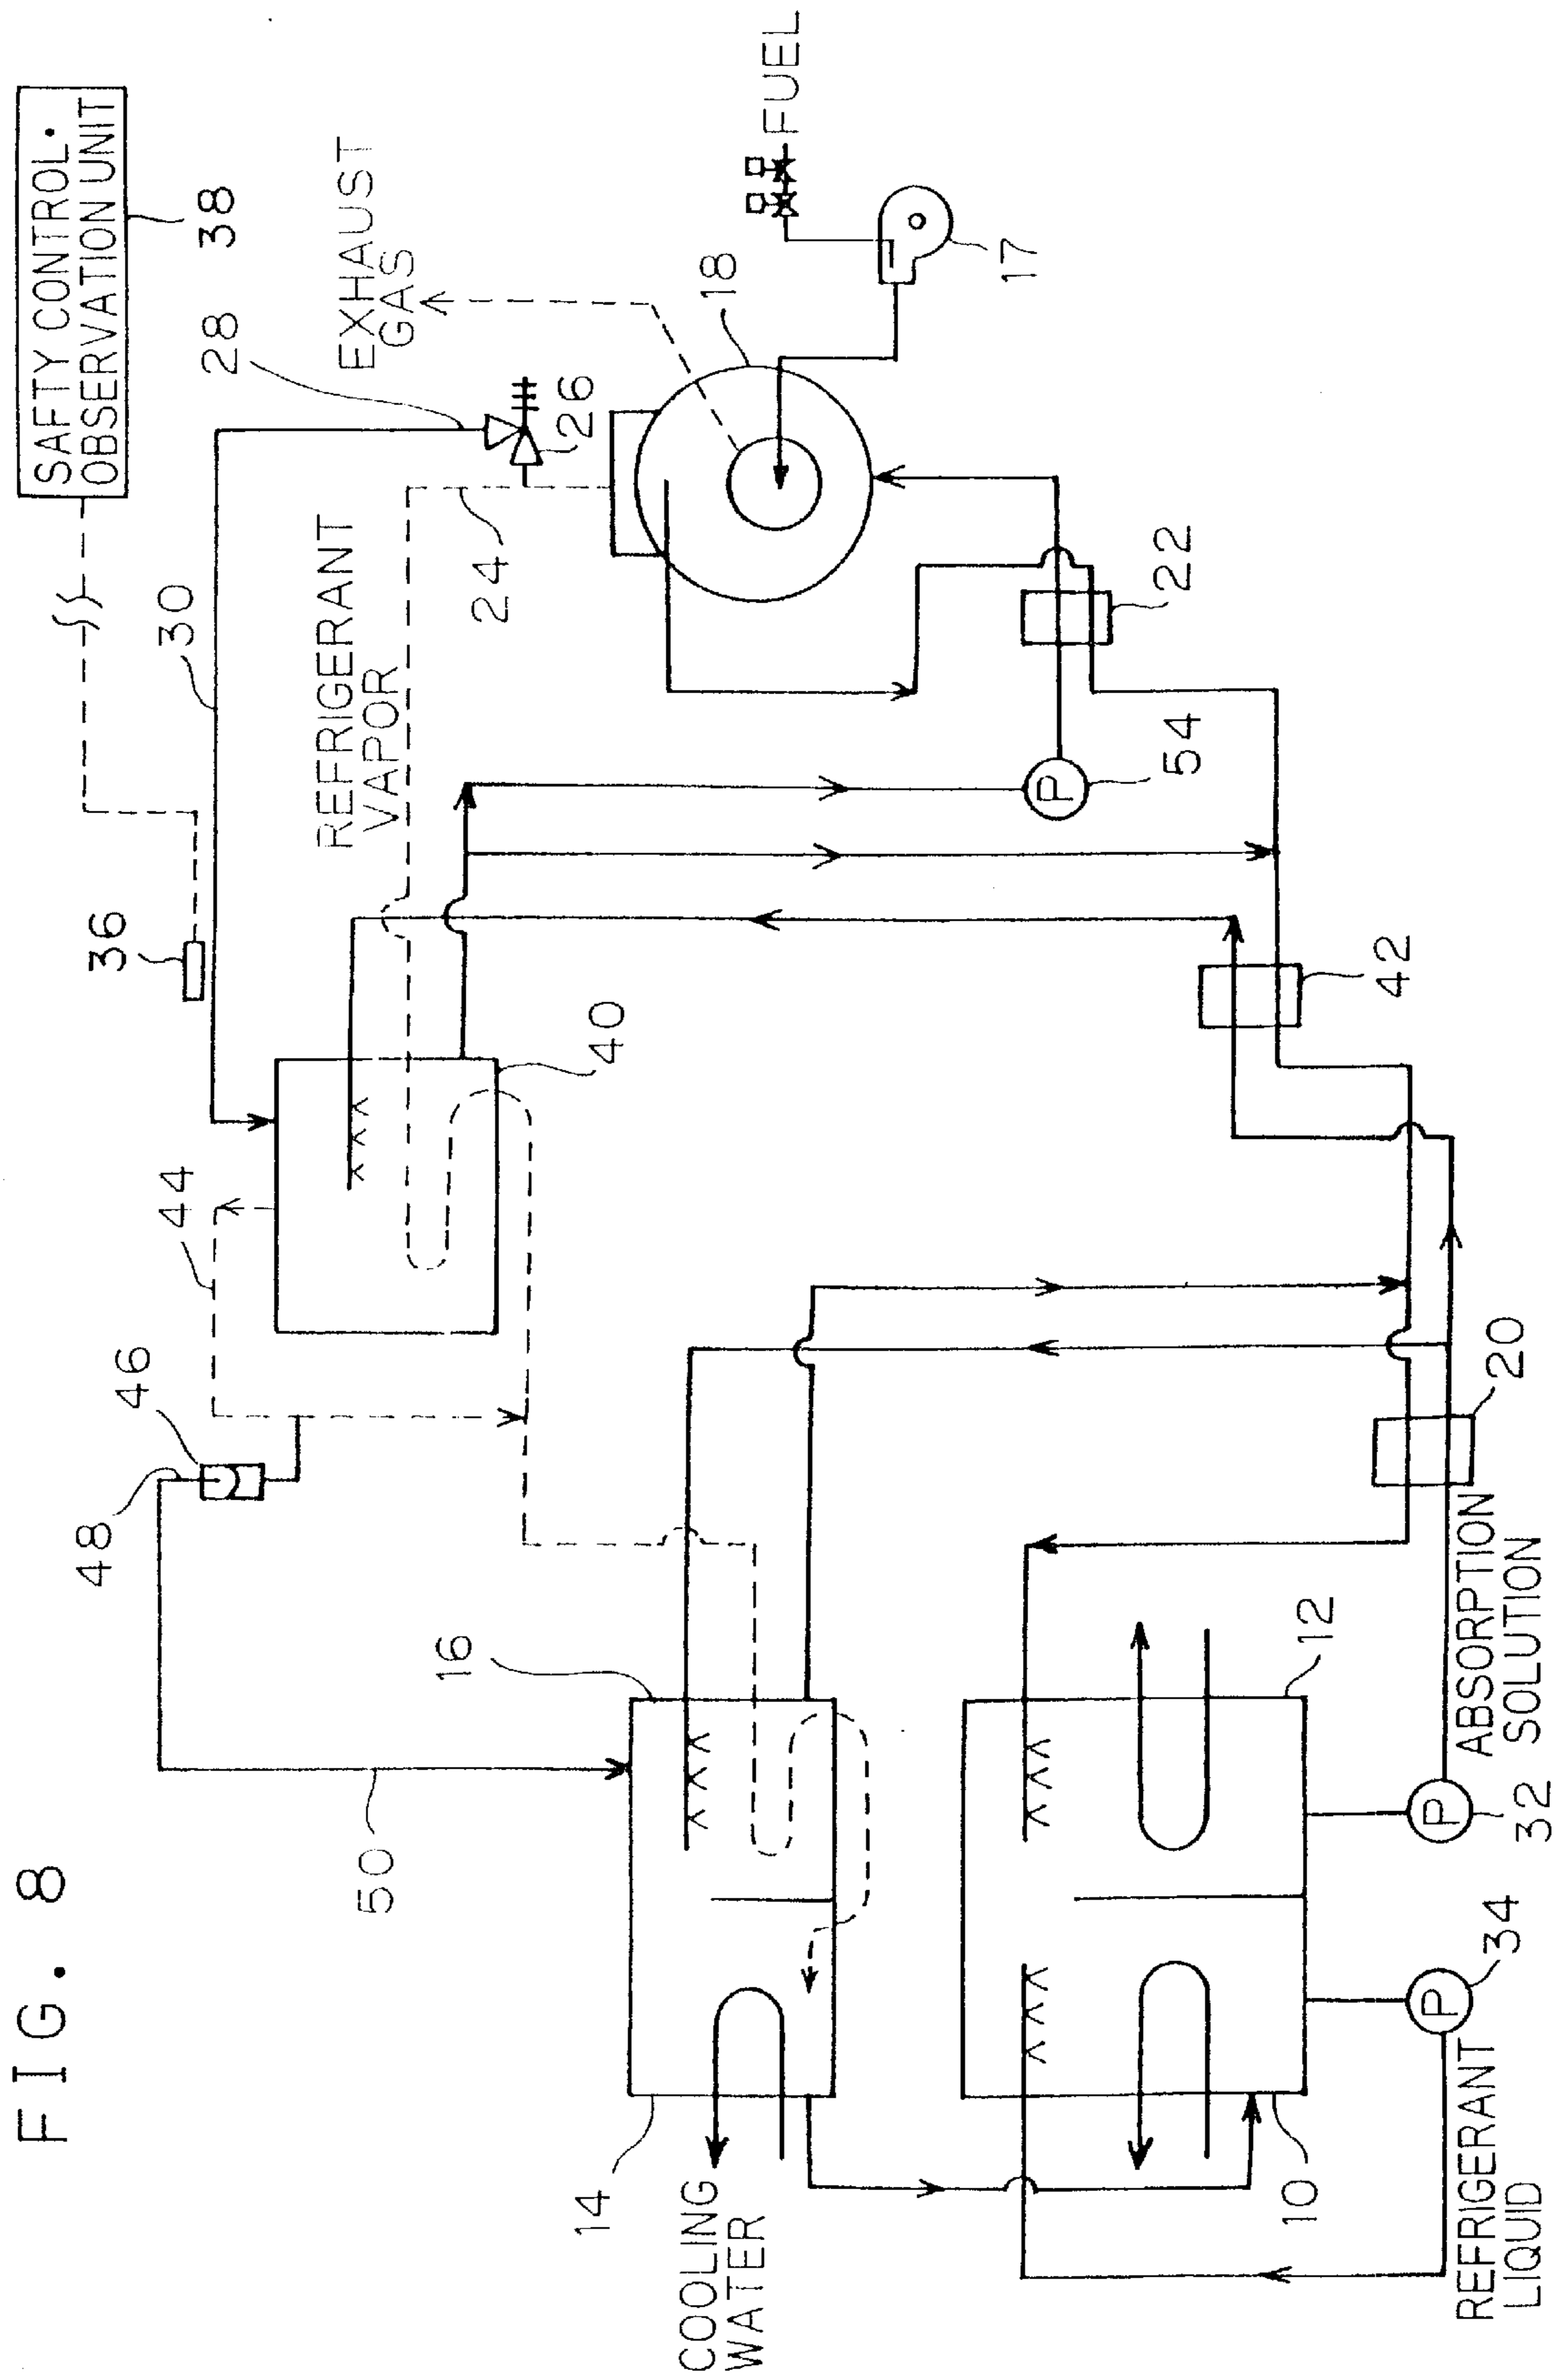 FIG. 8
SAFTY CONTROL·
OBSERVATION UNIT
38
36
30
28
44
46
48
50
EXHAUST
GAS
FUEL
REFRIGERANT
VAPOR
24
26
18
17
40
22
P
54
42
16
14
COOLING
WATER
20
12
10
ABSORPTION
SOLUTION
P
32
P
34
REFRIGERANT
LIQUID